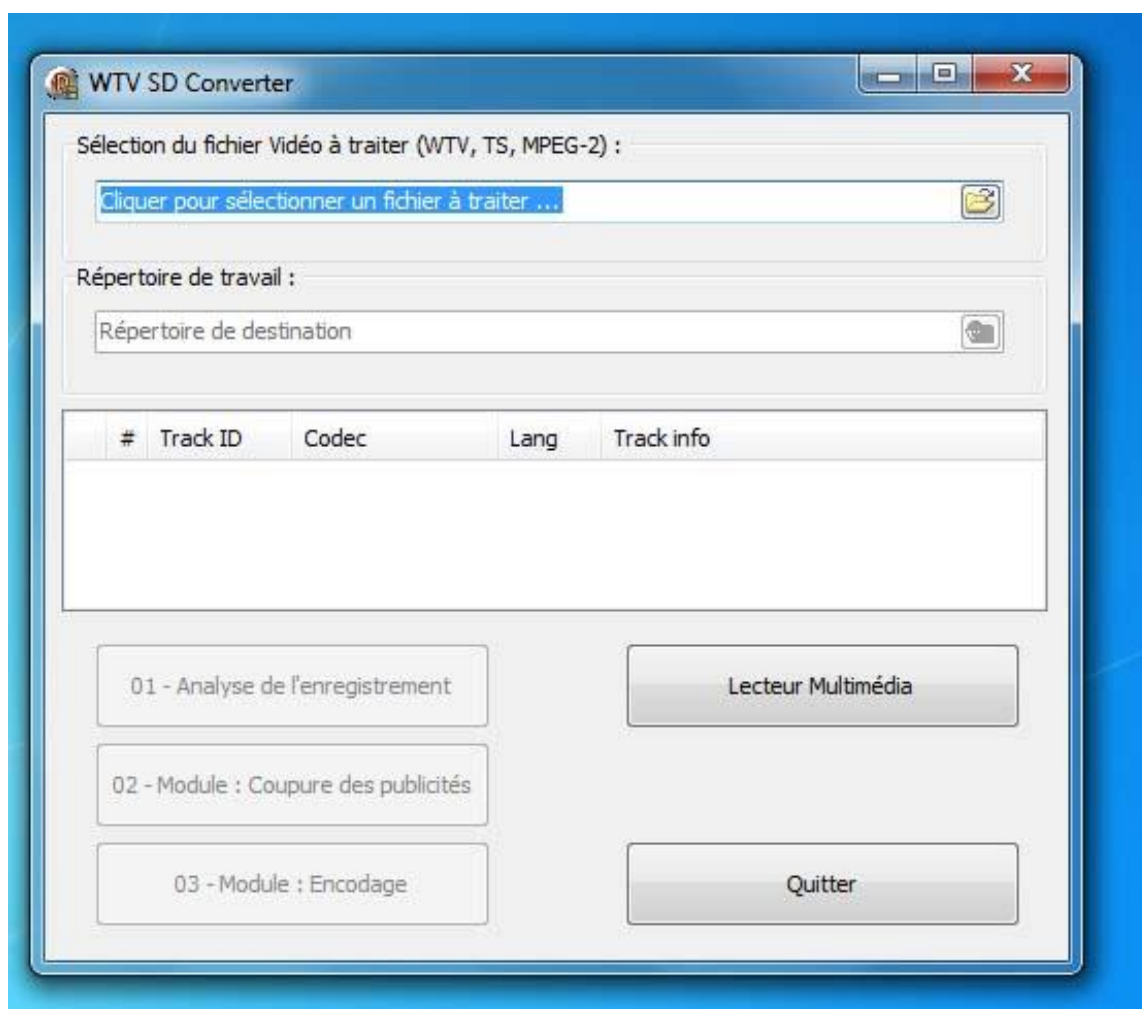 WTV SD Converter
Sélection du fichier Vidéo à traiter (WTV, TS, MPEG-2) :
Cliquer pour sélectionner un fichier à traiter ...
Répertoire de travail :
Répertoire de destination
# Track ID Codec Lang Track info
01 - Analyse de l'enregistrement
Lecteur Multimédia
02 - Module : Coupure des publicités
03 - Module : Encodage
Quitter